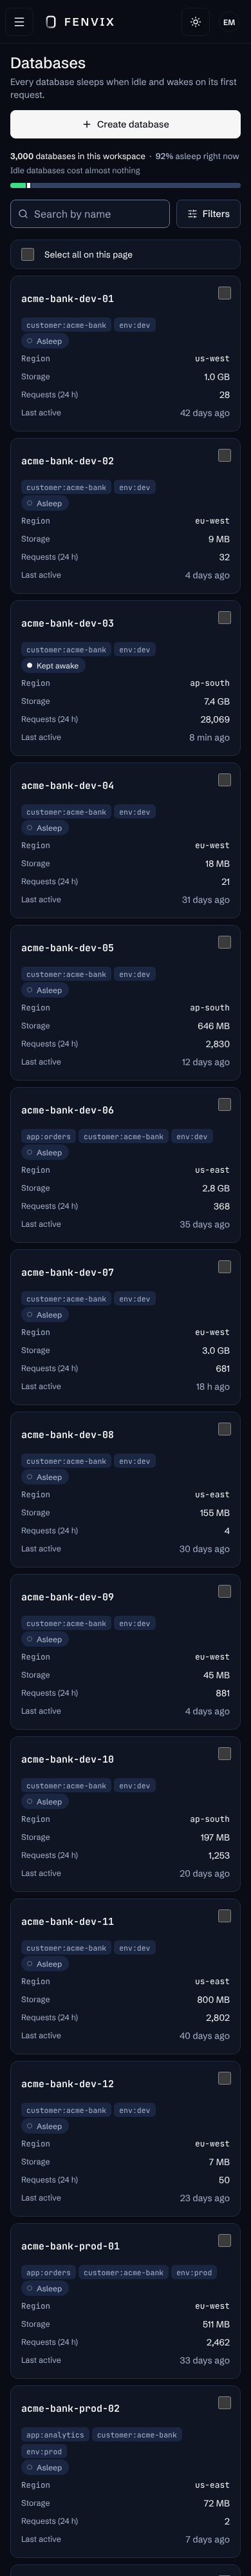 FENVIX
EM
Databases
Every database sleeps when idle and wakes on its first
request.
+ Create database
3,000 databases in this workspace · 92% asleep right now
Idle databases cost almost nothing
Search by name
Filters
Select all on this page
acme-bank-dev-01
customer:acme-bank env:dev
Asleep
Region us-west
Storage 1.0 GB
Requests (24 h) 28
Last active 42 days ago
acme-bank-dev-02
customer:acme-bank env:dev
Asleep
Region eu-west
Storage 9 MB
Requests (24 h) 32
Last active 4 days ago
acme-bank-dev-03
customer:acme-bank env:dev
Kept awake
Region ap-south
Storage 7.4 GB
Requests (24 h) 28,069
Last active 8 min ago
acme-bank-dev-04
customer:acme-bank env:dev
Asleep
Region eu-west
Storage 18 MB
Requests (24 h) 21
Last active 31 days ago
acme-bank-dev-05
customer:acme-bank env:dev
Asleep
Region ap-south
Storage 646 MB
Requests (24 h) 2,830
Last active 12 days ago
acme-bank-dev-06
app:orders customer:acme-bank env:dev
Asleep
Region us-east
Storage 2.8 GB
Requests (24 h) 368
Last active 35 days ago
acme-bank-dev-07
customer:acme-bank env:dev
Asleep
Region eu-west
Storage 3.0 GB
Requests (24 h) 681
Last active 18 h ago
acme-bank-dev-08
customer:acme-bank env:dev
Asleep
Region us-east
Storage 155 MB
Requests (24 h) 4
Last active 30 days ago
acme-bank-dev-09
customer:acme-bank env:dev
Asleep
Region eu-west
Storage 45 MB
Requests (24 h) 881
Last active 4 days ago
acme-bank-dev-10
customer:acme-bank env:dev
Asleep
Region ap-south
Storage 197 MB
Requests (24 h) 1,253
Last active 20 days ago
acme-bank-dev-11
customer:acme-bank env:dev
Asleep
Region us-east
Storage 800 MB
Requests (24 h) 2,802
Last active 40 days ago
acme-bank-dev-12
customer:acme-bank env:dev
Asleep
Region eu-west
Storage 7 MB
Requests (24 h) 50
Last active 23 days ago
acme-bank-prod-01
app:orders customer:acme-bank env:prod
Asleep
Region eu-west
Storage 511 MB
Requests (24 h) 2,462
Last active 33 days ago
acme-bank-prod-02
app:analytics customer:acme-bank
env:prod
Asleep
Region us-east
Storage 72 MB
Requests (24 h) 2
Last active 7 days ago